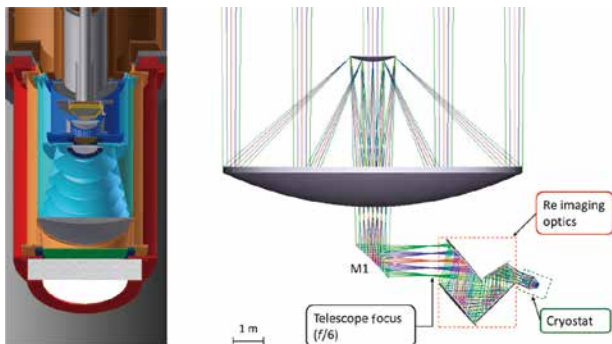 Re imaging
optics
M1
Telescope focus
(f/6)
Cryostat
1 m